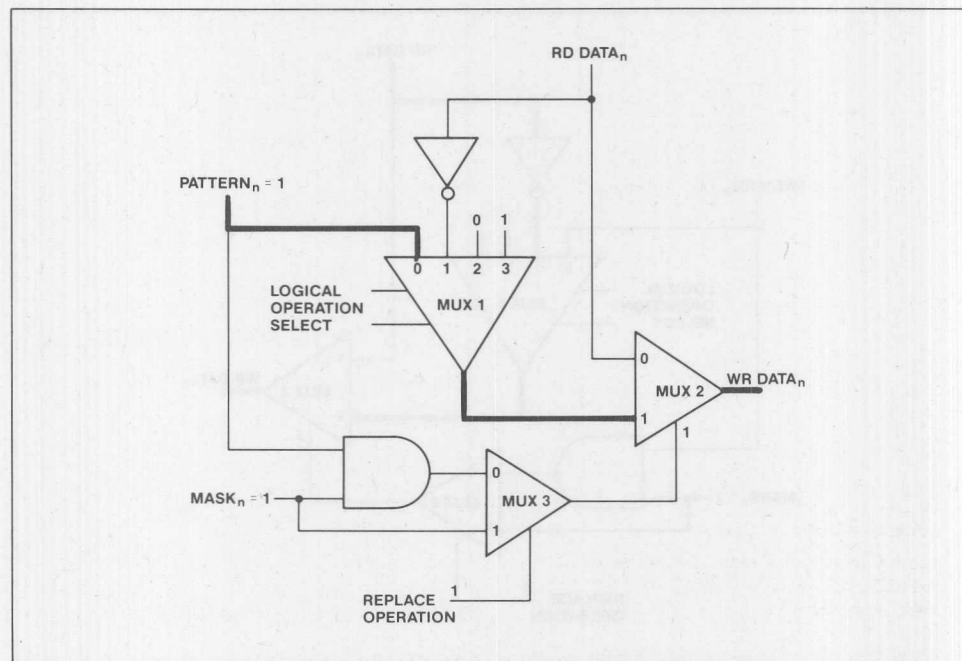 RD DATAn
PATTERNn = 1
0 1
0 1 2 3
LOGICAL
OPERATION
SELECT
MUX 1
0
MUX 2
WR DATAn
1
1
0
MUX 3
MASKn = 1
1
1
REPLACE
OPERATION